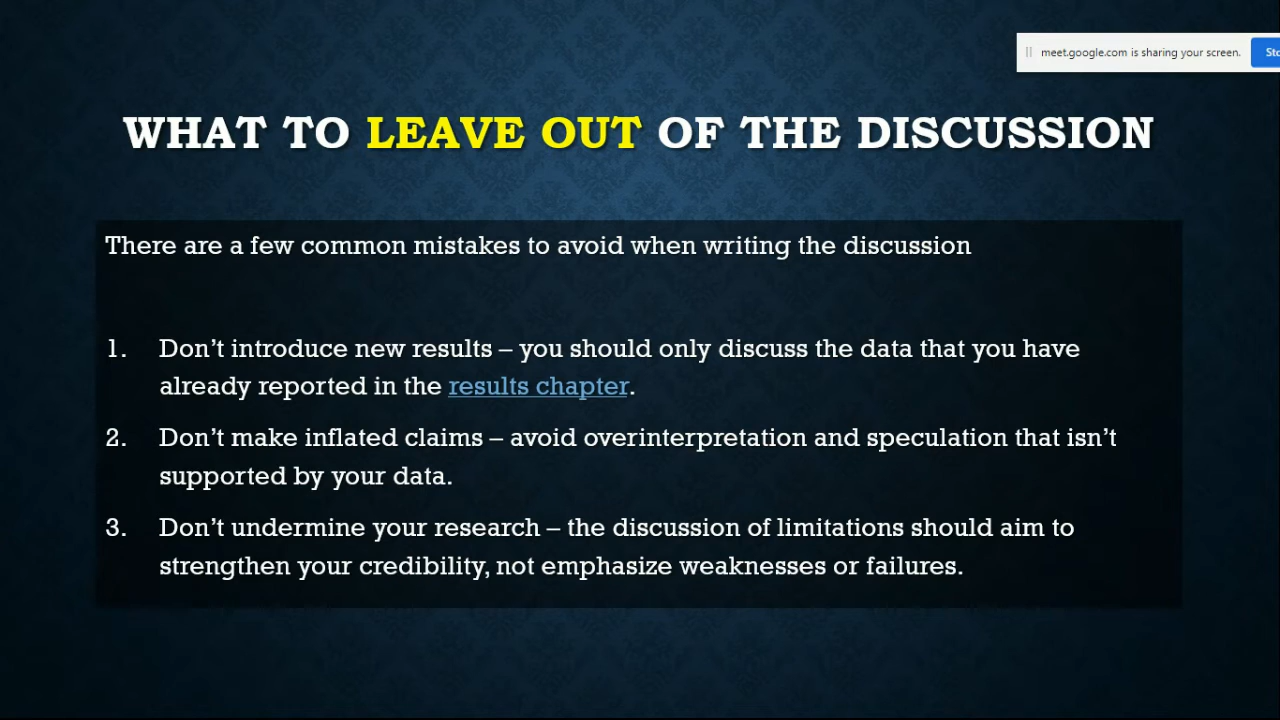 meet.google.com is sharing your screen.
WHAT TO LEAVE OUT OF THE DISCUSSION
There are a few common mistakes to avoid when writing the discussion
1. Don’t introduce new results – you should only discuss the data that you have
already reported in the results chapter.
2. Don’t make inflated claims – avoid overinterpretation and speculation that isn’t
supported by your data.
3. Don’t undermine your research – the discussion of limitations should aim to
strengthen your credibility, not emphasize weaknesses or failures.